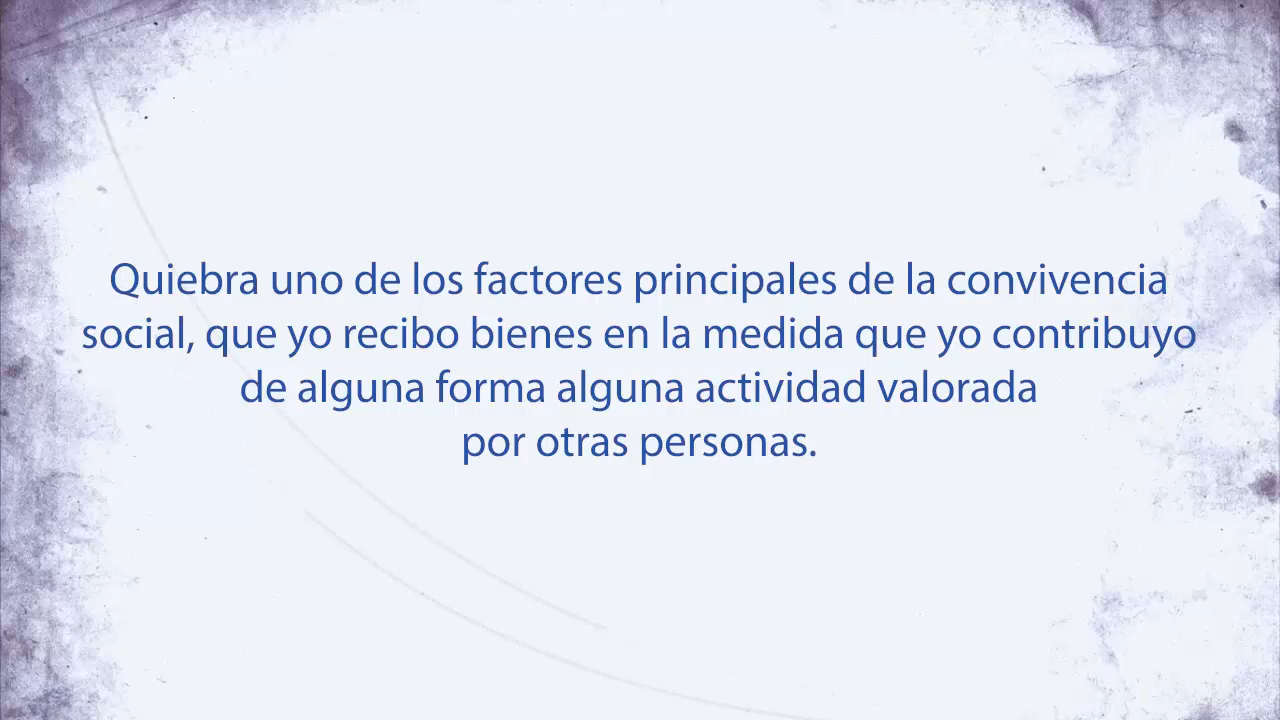 Quiebra uno de los factores principales de la convivencia
social, que yo recibo bienes en la medida que yo contribuyo
de alguna forma alguna actividad valorada
por otras personas.